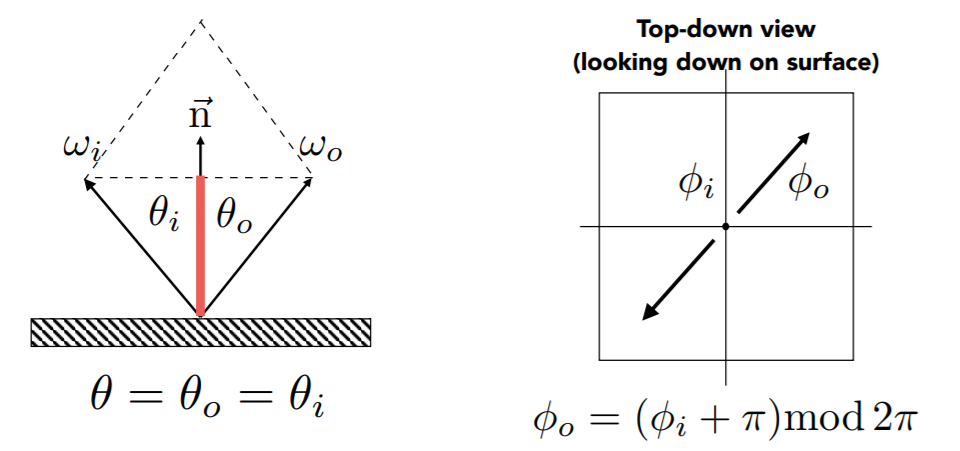 Top-down view
(looking down on surface)
$\vec{\mathrm{n}}$
$\omega_i$
$\omega_o$
$\theta_i$
$\theta_o$
$\theta = \theta_o = \theta_i$
$\phi_i$
$\phi_o$
$\phi_o = (\phi_i + \pi) \bmod 2\pi$